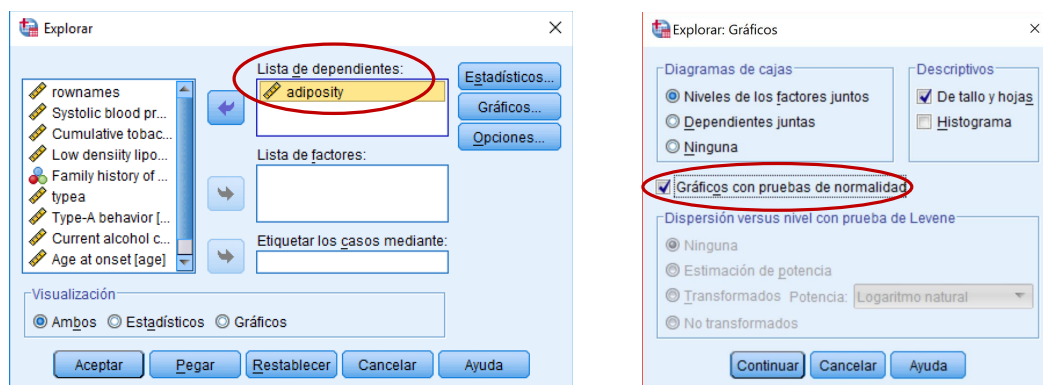 Explorar
Lista de dependientes:
adiposity
rownames
Systolic blood pr...
Cumulative tobac...
Low densiity lipo...
Family history of ...
typea
Type-A behavior [...
Current alcohol c...
Age at onset [age]
Lista de factores:
Etiquetar los casos mediante:
Estadísticos...
Gráficos...
Opciones...
Visualización
Ambos Estadísticos Gráficos
Aceptar Pegar Restablecer Cancelar Ayuda
Explorar: Gráficos
Diagramas de cajas
Niveles de los factores juntos
Dependientes juntas
Ninguna
Descriptivos
De tallo y hojas
Histograma
Gráficos con pruebas de normalidad
Dispersión versus nivel con prueba de Levene
Ninguna
Estimación de potencia
Transformados Potencia: Logaritmo natural
No transformados
Continuar Cancelar Ayuda